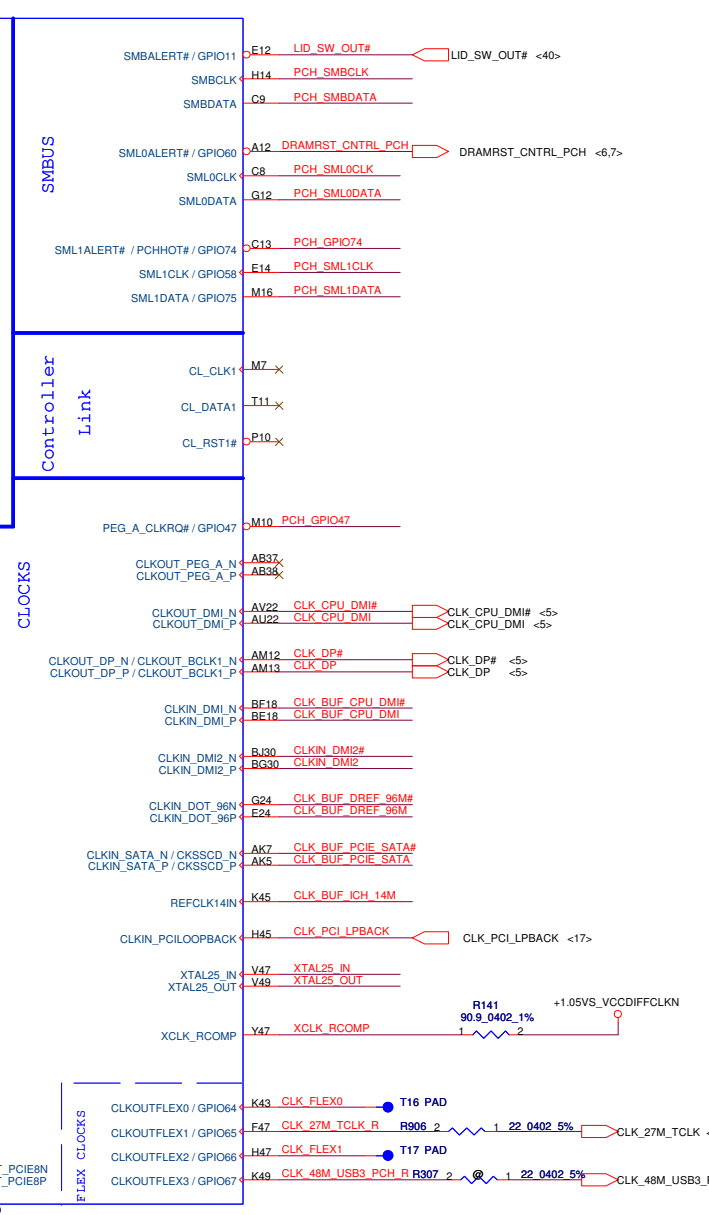 SMBUS
SMBALERT# / GPIO11 E12 LID_SW_OUT# LID_SW_OUT# <40>
SMBCLK H14 PCH_SMBCLK
SMBDATA C9 PCH_SMBDATA
SML0ALERT# / GPIO60 A12 DRAMRST_CNTRL_PCH DRAMRST_CNTRL_PCH <6,7>
SML0CLK C8 PCH_SML0CLK
SML0DATA G12 PCH_SML0DATA
SML1ALERT# / PCHHOT# / GPIO74 C13 PCH_GPIO74
SML1CLK / GPIO58 E14 PCH_SML1CLK
SML1DATA / GPIO75 M16 PCH_SML1DATA
Controller
Link
CL_CLK1 M7
CL_DATA1 T11
CL_RST1# P10
CLOCKS
PEG_A_CLKRQ# / GPIO47 M10 PCH_GPIO47
CLKOUT_PEG_A_N AB37
CLKOUT_PEG_A_P AB38
CLKOUT_DMI_N AV22 CLK_CPU_DMI# CLK_CPU_DMI# <5>
CLKOUT_DMI_P AU22 CLK_CPU_DMI CLK_CPU_DMI <5>
CLKOUT_DP_N / CLKOUT_BCLK1_N AM12 CLK_DP# CLK_DP# <5>
CLKOUT_DP_P / CLKOUT_BCLK1_P AM13 CLK_DP CLK_DP <5>
CLKIN_DMI_N BF18 CLK_BUF_CPU_DMI#
CLKIN_DMI_P BE18 CLK_BUF_CPU_DMI
CLKIN_DMI2_N BJ30 CLKIN_DMI2#
CLKIN_DMI2_P BG30 CLKIN_DMI2
CLKIN_DOT_96N G24 CLK_BUF_DREF_96M#
CLKIN_DOT_96P E24 CLK_BUF_DREF_96M
CLKIN_SATA_N / CKSSCD_N AK7 CLK_BUF_PCIE_SATA#
CLKIN_SATA_P / CKSSCD_P AK5 CLK_BUF_PCIE_SATA
REFCLK14IN K45 CLK_BUF_ICH_14M
CLKIN_PCILOOPBACK H45 CLK_PCI_LPBACK CLK_PCI_LPBACK <17>
XTAL25_IN V47 XTAL25_IN
XTAL25_OUT V49 XTAL25_OUT
R141 +1.05VS_VCCDIFFCLKN
90.9_0402_1%
XCLK_RCOMP Y47 XCLK_RCOMP 1 2
FLEX CLOCKS
CLKOUTFLEX0 / GPIO64 K43 CLK_FLEX0 T16 PAD
CLKOUTFLEX1 / GPIO65 F47 CLK_27M_TCLK_R R906 2 1 22_0402_5% CLK_27M_TCLK <
CLKOUTFLEX2 / GPIO66 H47 CLK_FLEX1 T17 PAD
T_PCIE8N
T_PCIE8P
CLKOUTFLEX3 / GPIO67 K49 CLK_48M_USB3_PCH_R R307 2 @ 1 22_0402_5% CLK_48M_USB3_P